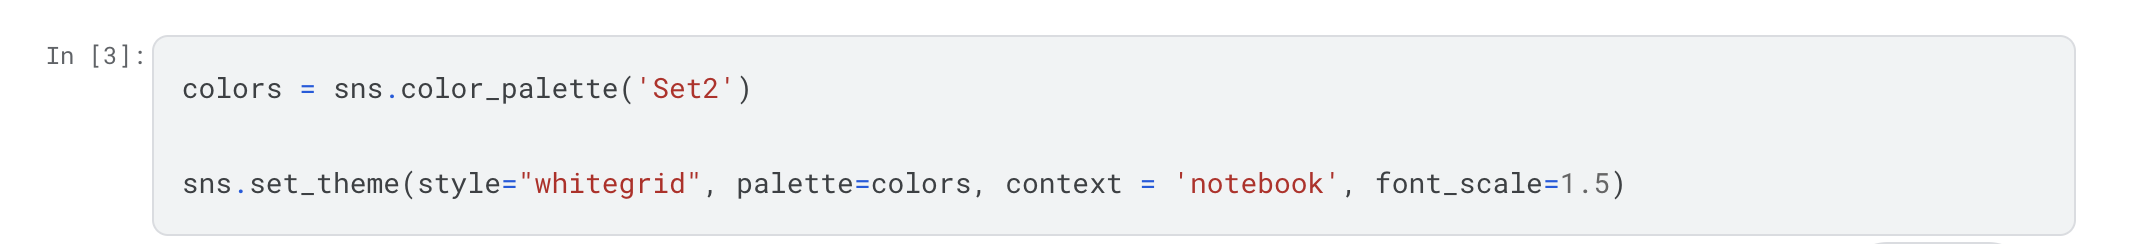 In [3]:
colors = sns.color_palette('Set2')
sns.set_theme(style="whitegrid", palette=colors, context = 'notebook', font_scale=1.5)